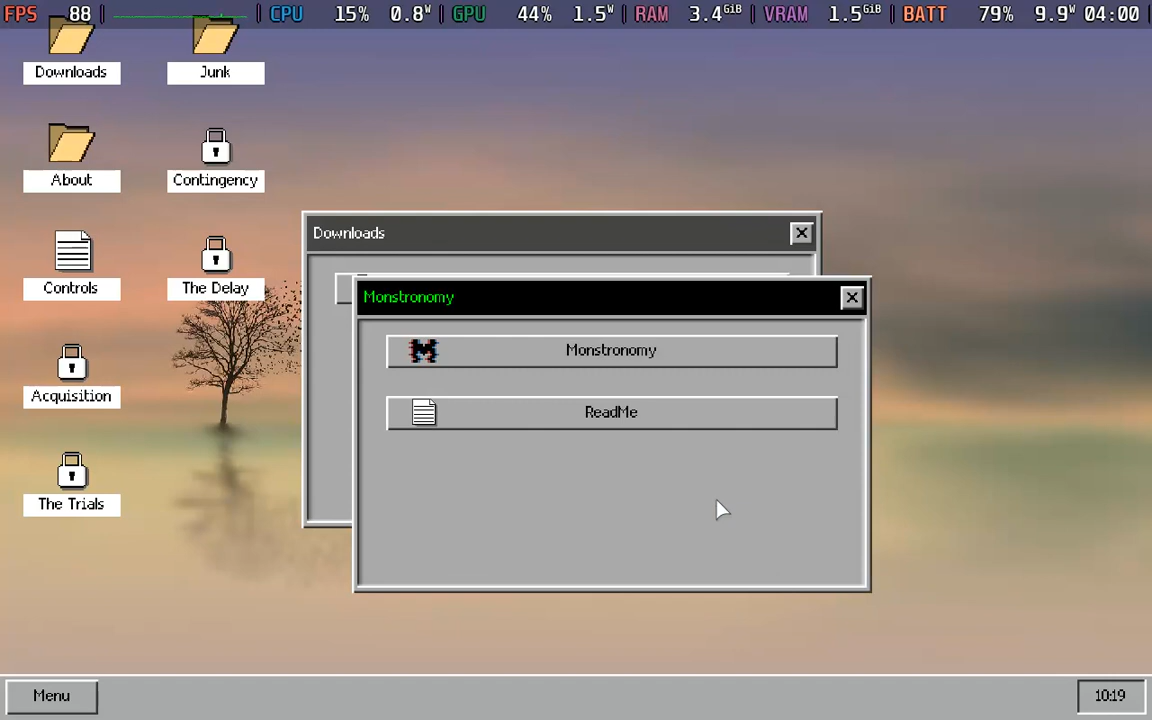 FPS 88 CPU 15% 0.8W GPU 44% 1.5W RAM 3.4GiB VRAM 1.5GiB BATT 79% 9.9W 04:00
Downloads
Junk
About
Contingency
Controls
The Delay
Acquisition
The Trials
Downloads
Monstronomy
Monstronomy
ReadMe
Menu
10:19